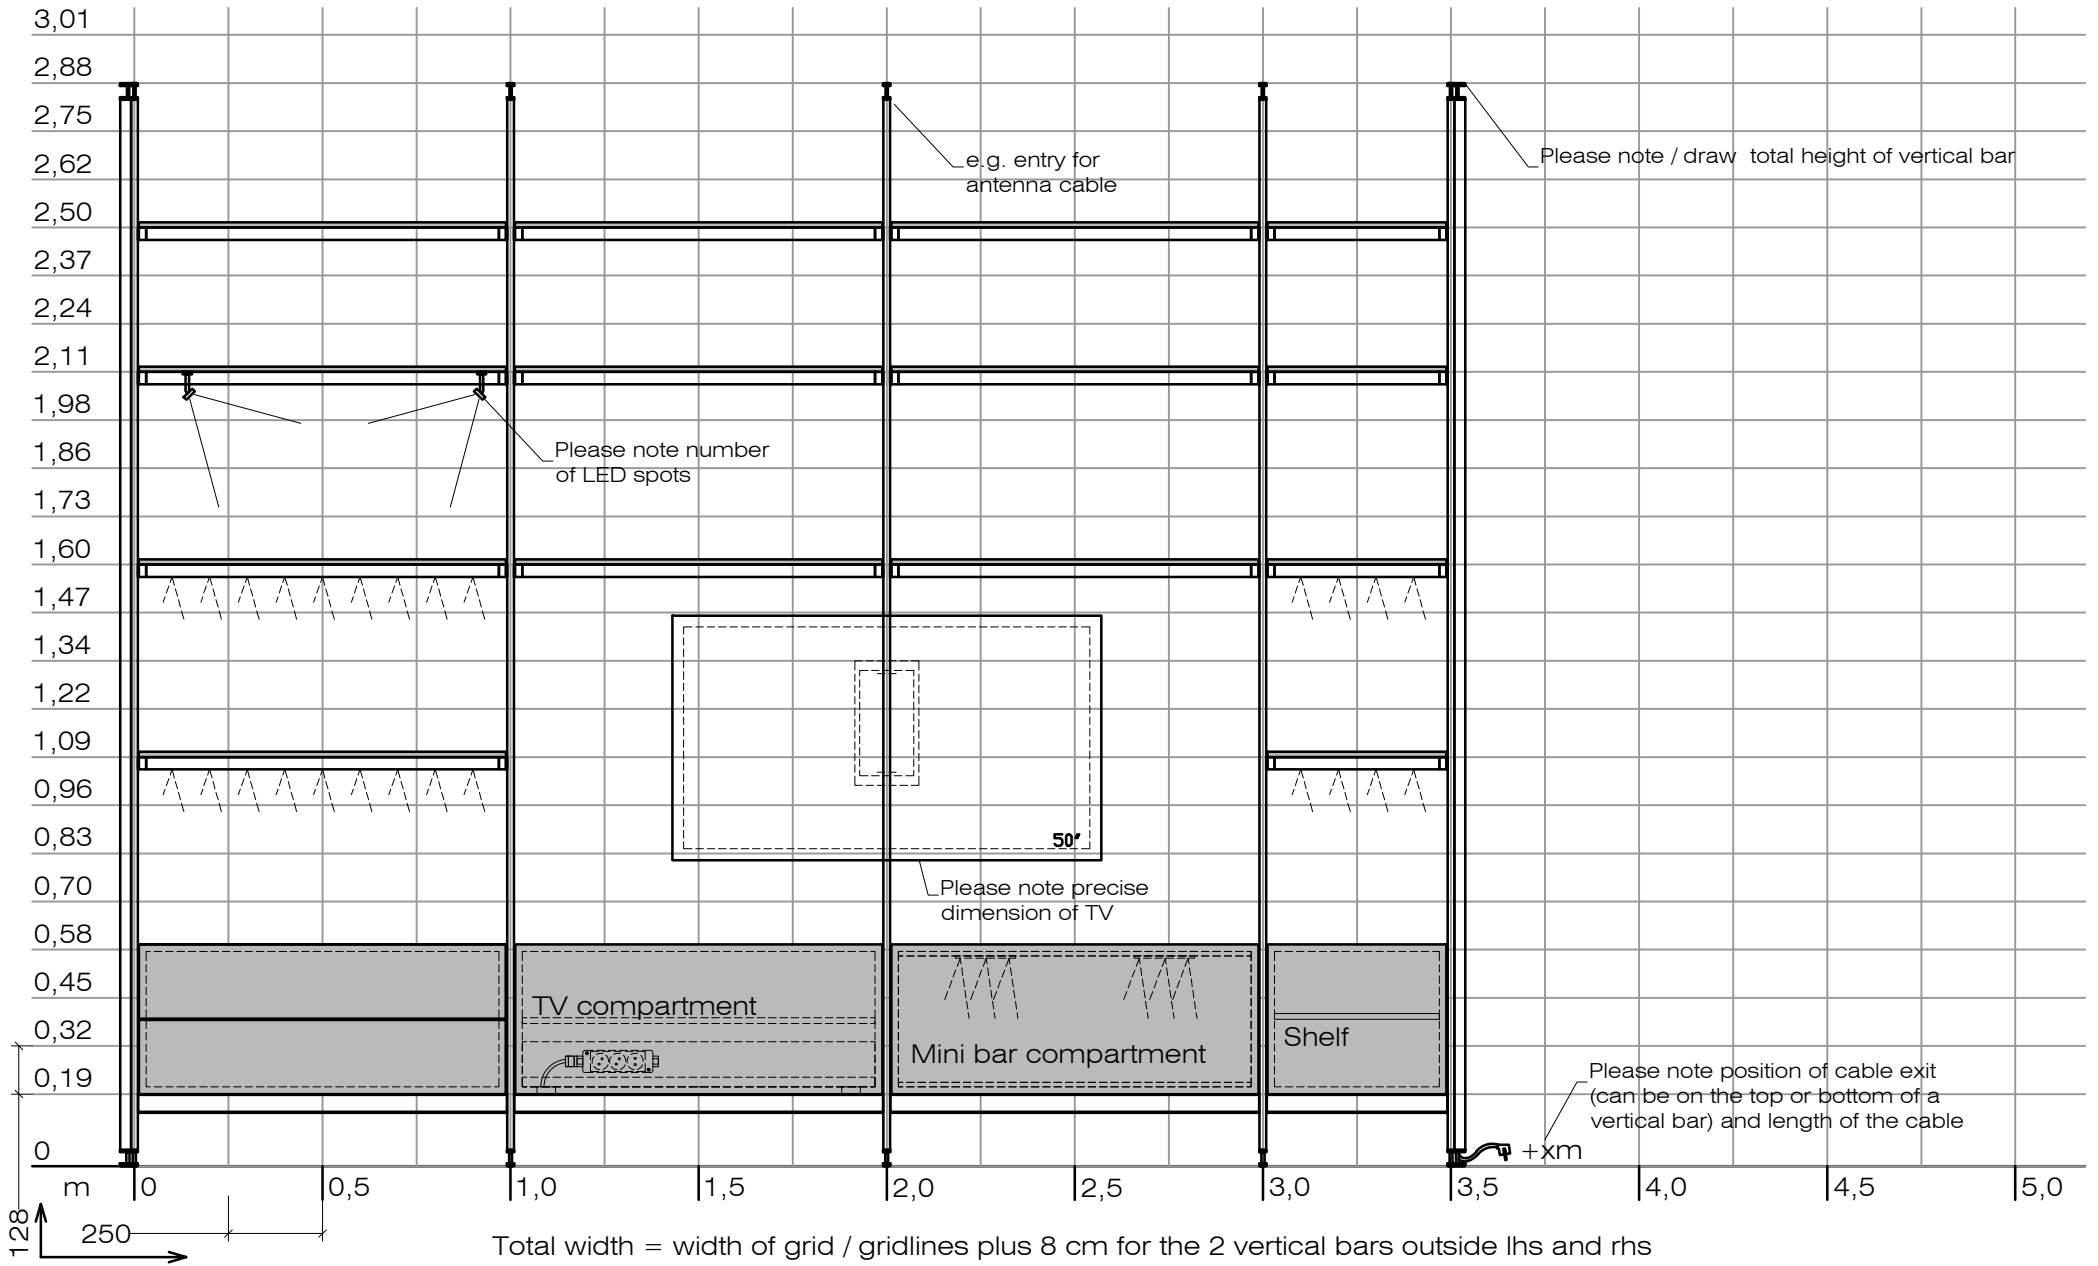 3,01
2,88
2,75
2,62
2,50
2,37
2,24
2,11
1,98
1,86
1,73
1,60
1,47
1,34
1,22
1,09
0,96
0,83
0,70
0,58
0,45
0,32
0,19
0
e.g. entry for
antenna cable
Please note / draw total height of vertical bar
Please note number
of LED spots
50"
Please note precise
dimension of TV
TV compartment
Mini bar compartment
Shelf
Please note position of cable exit
(can be on the top or bottom of a
vertical bar) and length of the cable
+xm
m 0 0,5 1,0 1,5 2,0 2,5 3,0 3,5 4,0 4,5 5,0
128
250
Total width = width of grid / gridlines plus 8 cm for the 2 vertical bars outside lhs and rhs